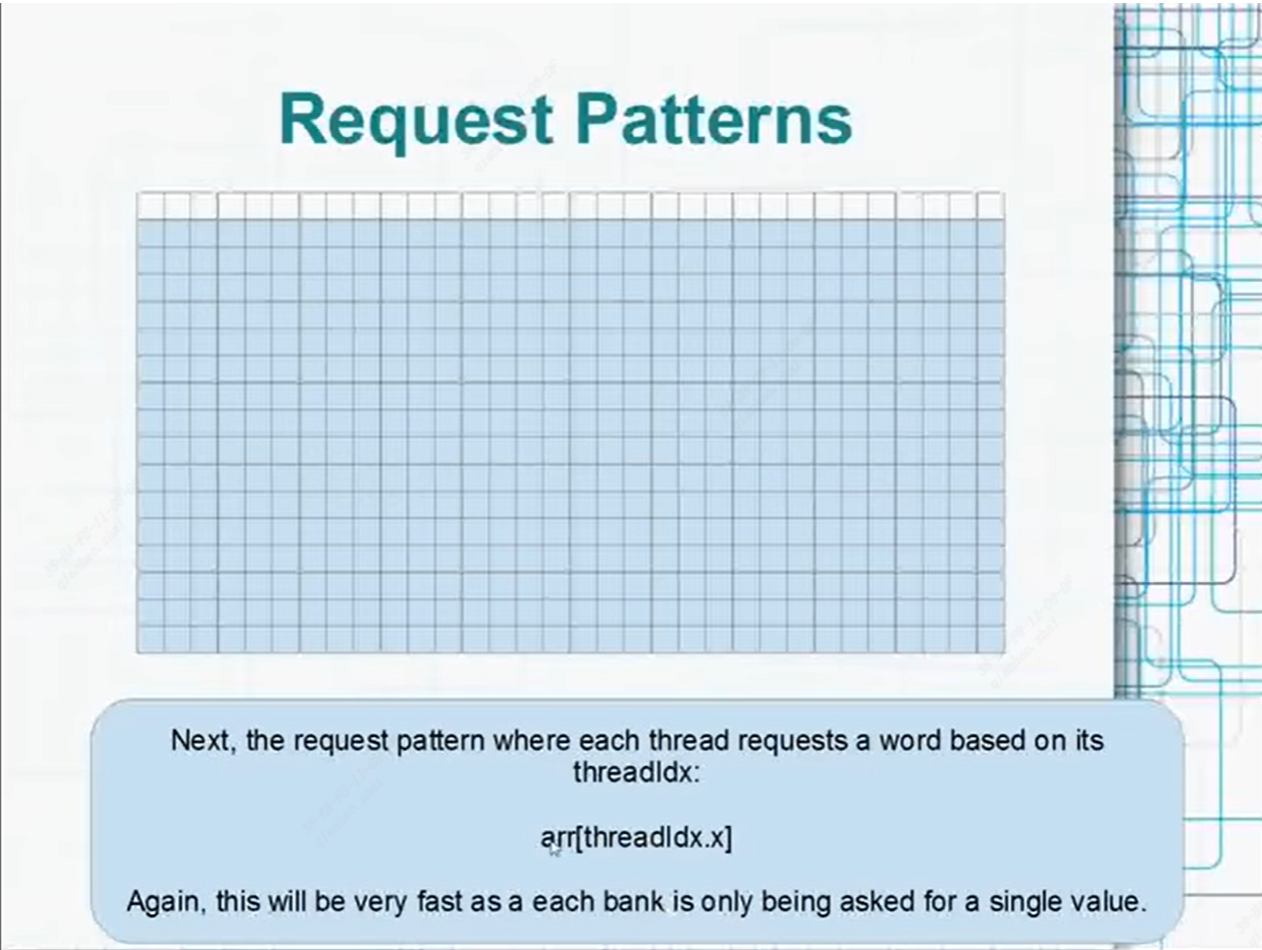 Request Patterns
Next, the request pattern where each thread requests a word based on its
threadIdx:
arr[threadIdx.x]
Again, this will be very fast as a each bank is only being asked for a single value.